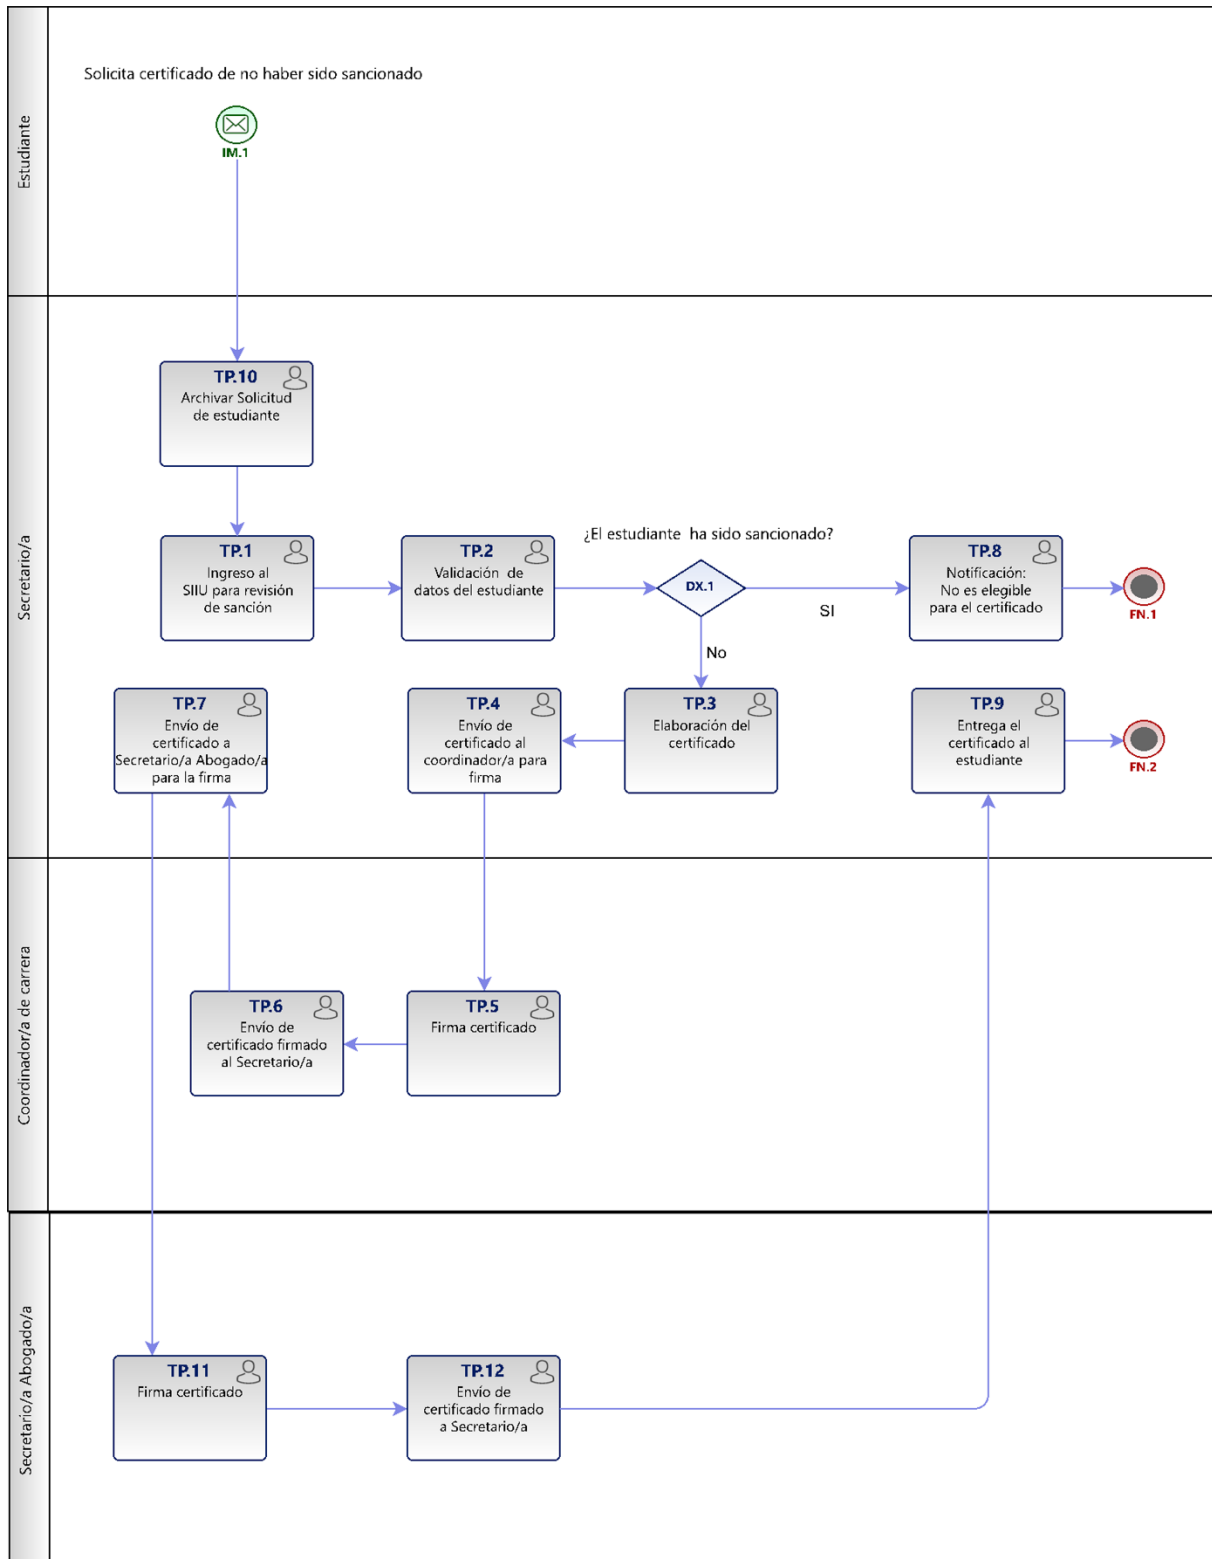 Estudiante
Solicita certificado de no haber sido sancionado
IM.1
Secretario/a
TP.10
Archivar Solicitud
de estudiante
TP.1
Ingreso al
SIIU para revisión
de sanción
TP.2
Validación de
datos del estudiante
¿El estudiante ha sido sancionado?
DX.1
SI
No
TP.8
Notificación:
No es elegible
para el certificado
FN.1
TP.7
Envío de
certificado a
Secretario/a Abogado/a
para la firma
TP.4
Envío de
certificado al
coordinador/a para
firma
TP.3
Elaboración del
certificado
TP.9
Entrega el
certificado al
estudiante
FN.2
Coordinador/a de carrera
TP.6
Envío de
certificado firmado
al Secretario/a
TP.5
Firma certificado
Secretario/a Abogado/a
TP.11
Firma certificado
TP.12
Envío de
certificado firmado
a Secretario/a